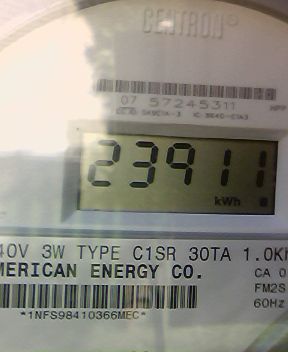 CENTRON®
07 57245311
23911
kWh
40V 3W TYPE C1SR 30TA 1.0Kh
MERICAN ENERGY CO.
CA 0
FM2S
60Hz
*1NFS98410366MEC*